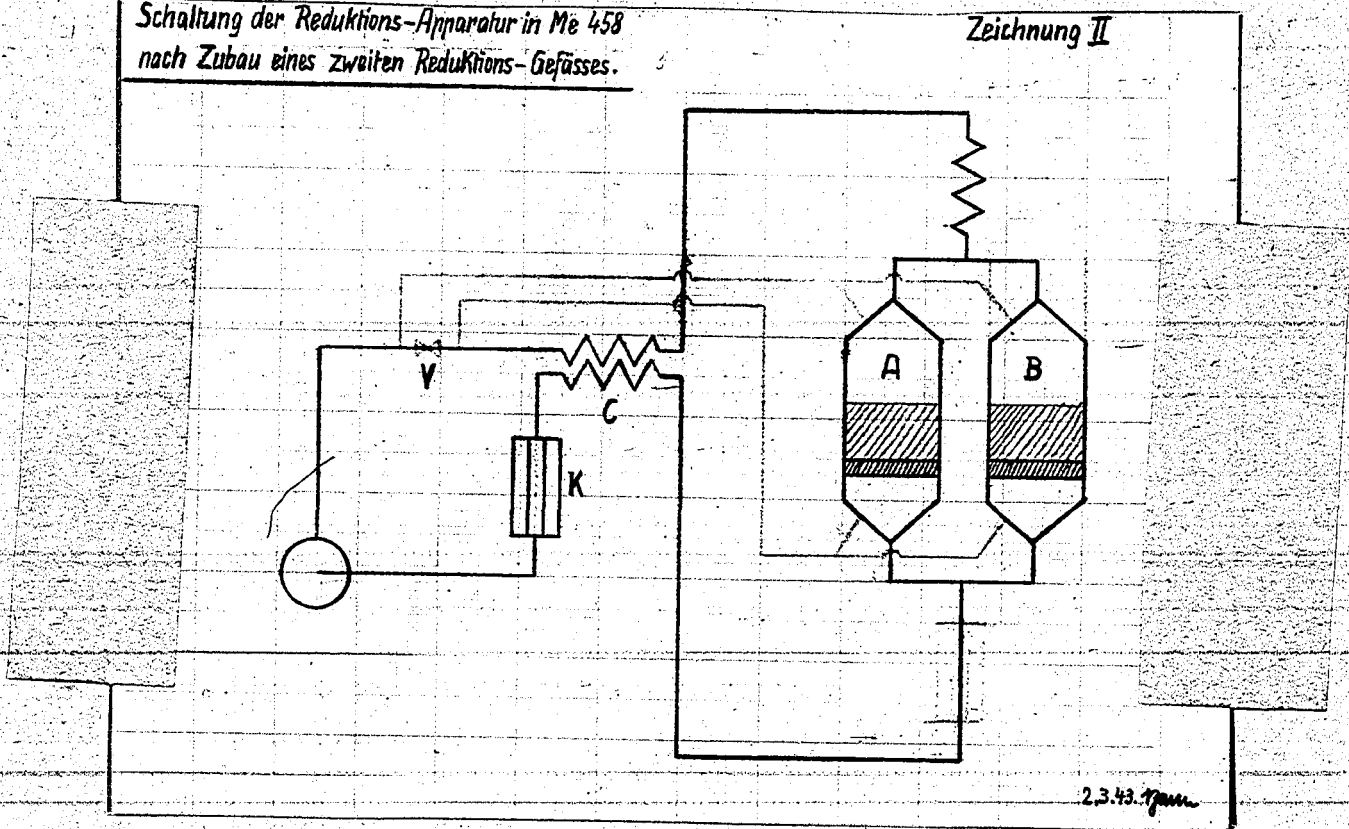 Schaltung der Reduktions-Apparatur in Me 458
nach Zubau eines zweiten Reduktions-Gefässes.
Zeichnung II
A
B
V
C
K
2.3.43.